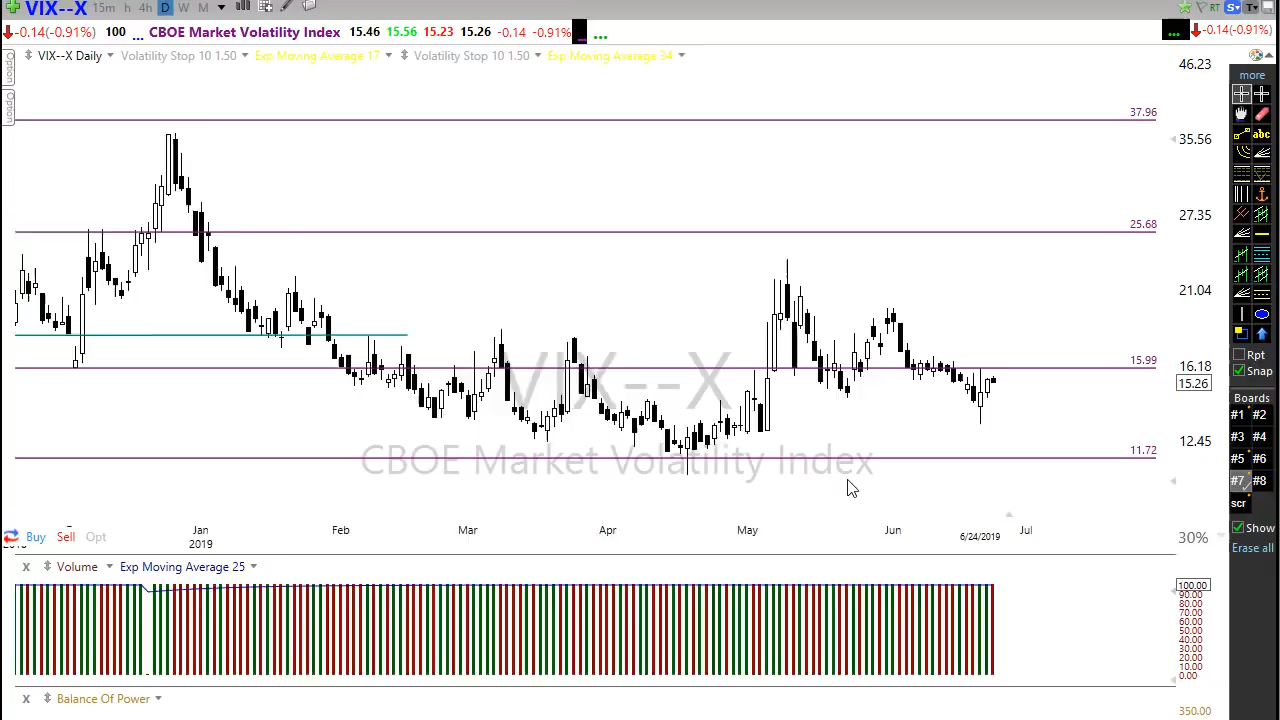 VIX--X 15m h 4h D W M RT S T
-0.14(-0.91%) 100 ... CBOE Market Volatility Index 15.46 15.56 15.23 15.26 -0.14 -0.91% ... ... -0.14(-0.91%)
VIX--X Daily Volatility Stop 10 1.50 Exp Moving Average 17 Volatility Stop 10 1.50 Exp Moving Average 34
Option
Option
46.23
37.96
35.56
27.35
25.68
21.04
15.99
16.18
15.26
12.45
11.72
VIX--X
CBOE Market Volatility Index
more
abc
Rpt
Snap
Boards
#1 #2
#3 #4
#5 #6
#7 #8
scr
Show
Erase all
Jan Feb Mar Apr May Jun 6/24/2019 Jul
2019
Buy Sell Opt
30%
x Volume Exp Moving Average 25
100.00
90.00
80.00
70.00
60.00
50.00
40.00
30.00
20.00
10.00
0.00
x Balance Of Power
350.00